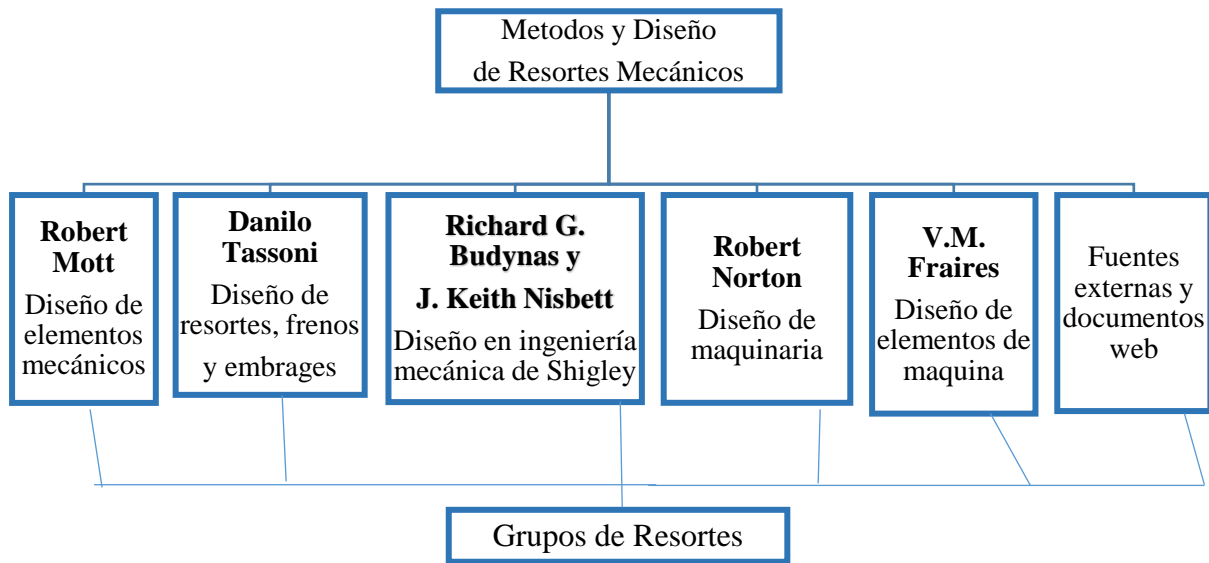 Metodos y Diseño
de Resortes Mecánicos
Robert
Mott
Diseño de
elementos
mecánicos
Danilo
Tassoni
Diseño de
resortes, frenos
y embrages
Richard G.
Budynas y
J. Keith Nisbett
Diseño en ingeniería
mecánica de Shigley
Robert
Norton
Diseño de
maquinaria
V.M.
Fraires
Diseño de
elementos de
maquina
Fuentes
externas y
documentos
web
Grupos de Resortes